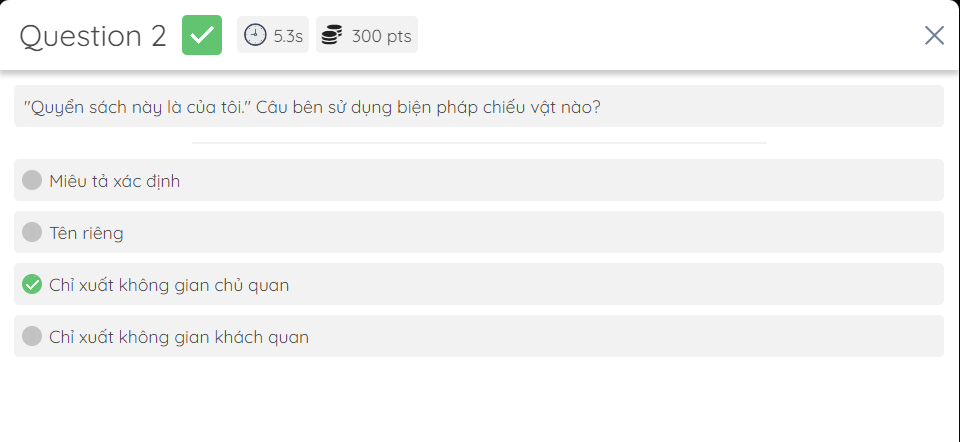 Question 2
5.3s
300 pts
"Quyển sách này là của tôi." Câu bên sử dụng biện pháp chiếu vật nào?
Miêu tả xác định
Tên riêng
Chỉ xuất không gian chủ quan
Chỉ xuất không gian khách quan